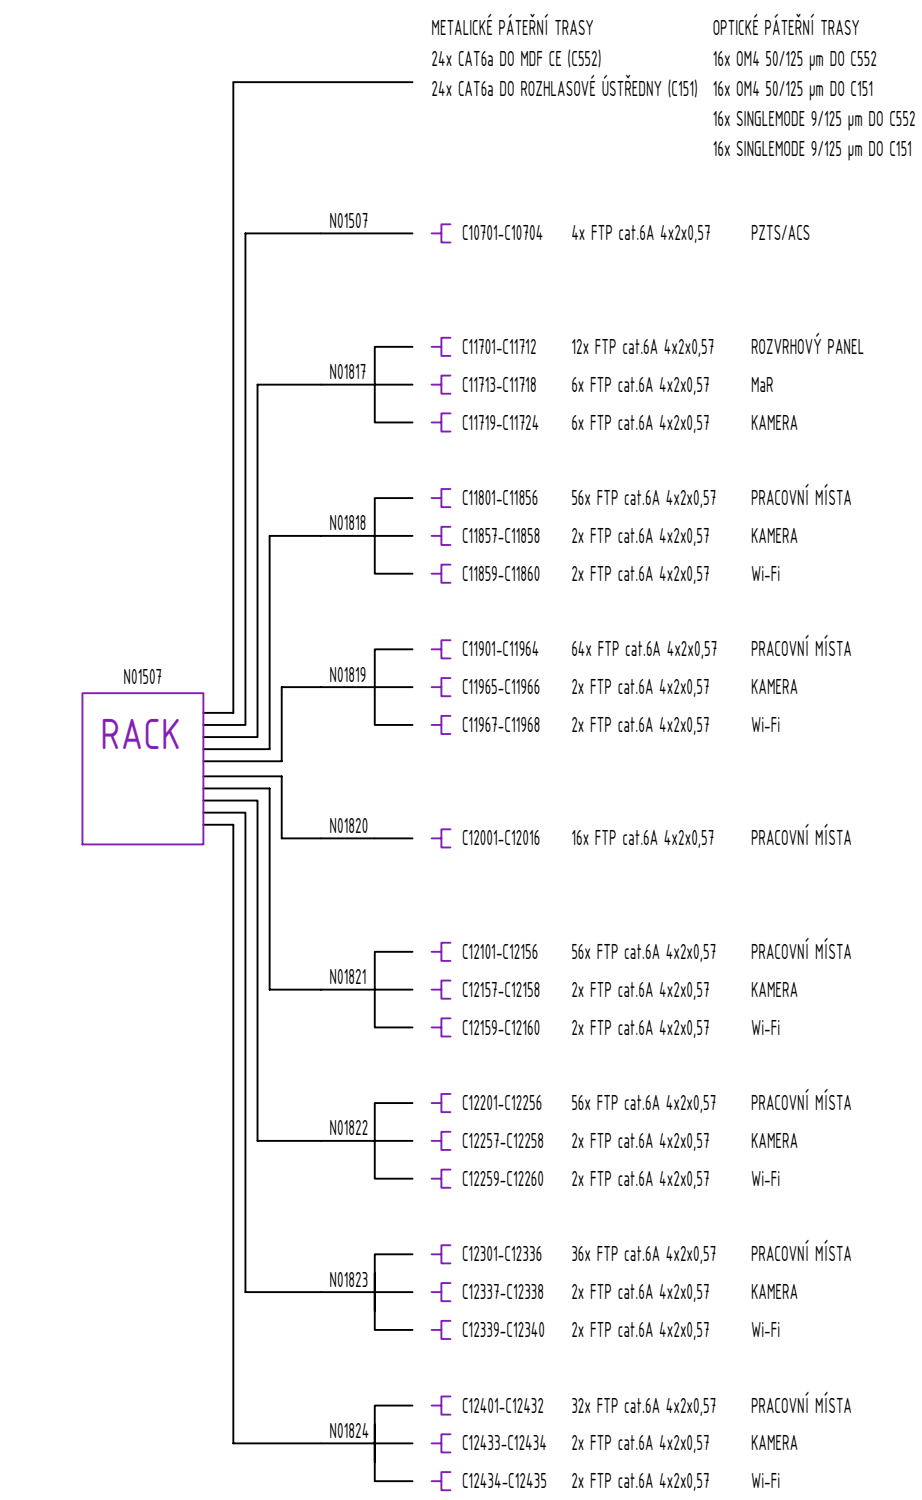 METALICKÉ PÁTEŘNÍ TRASY
24x CAT6a DO MDF CE (C552)
24x CAT6a DO ROZHLASOVÉ ÚSTŘEDNY (C151)
OPTICKÉ PÁTEŘNÍ TRASY
16x OM4 50/125 µm DO C552
16x OM4 50/125 µm DO C151
16x SINGLEMODE 9/125 µm DO C552
16x SINGLEMODE 9/125 µm DO C151
N01507
C10701-C10704 4x FTP cat.6A 4x2x0,57 PZTS/ACS
N01817
C11701-C11712 12x FTP cat.6A 4x2x0,57 ROZVRHOVÝ PANEL
C11713-C11718 6x FTP cat.6A 4x2x0,57 MaR
C11719-C11724 6x FTP cat.6A 4x2x0,57 KAMERA
N01818
C11801-C11856 56x FTP cat.6A 4x2x0,57 PRACOVNÍ MÍSTA
C11857-C11858 2x FTP cat.6A 4x2x0,57 KAMERA
C11859-C11860 2x FTP cat.6A 4x2x0,57 Wi-Fi
N01819
C11901-C11964 64x FTP cat.6A 4x2x0,57 PRACOVNÍ MÍSTA
C11965-C11966 2x FTP cat.6A 4x2x0,57 KAMERA
C11967-C11968 2x FTP cat.6A 4x2x0,57 Wi-Fi
N01507
RACK
N01820
C12001-C12016 16x FTP cat.6A 4x2x0,57 PRACOVNÍ MÍSTA
N01821
C12101-C12156 56x FTP cat.6A 4x2x0,57 PRACOVNÍ MÍSTA
C12157-C12158 2x FTP cat.6A 4x2x0,57 KAMERA
C12159-C12160 2x FTP cat.6A 4x2x0,57 Wi-Fi
N01822
C12201-C12256 56x FTP cat.6A 4x2x0,57 PRACOVNÍ MÍSTA
C12257-C12258 2x FTP cat.6A 4x2x0,57 KAMERA
C12259-C12260 2x FTP cat.6A 4x2x0,57 Wi-Fi
N01823
C12301-C12336 36x FTP cat.6A 4x2x0,57 PRACOVNÍ MÍSTA
C12337-C12338 2x FTP cat.6A 4x2x0,57 KAMERA
C12339-C12340 2x FTP cat.6A 4x2x0,57 Wi-Fi
N01824
C12401-C12432 32x FTP cat.6A 4x2x0,57 PRACOVNÍ MÍSTA
C12433-C12434 2x FTP cat.6A 4x2x0,57 KAMERA
C12434-C12435 2x FTP cat.6A 4x2x0,57 Wi-Fi